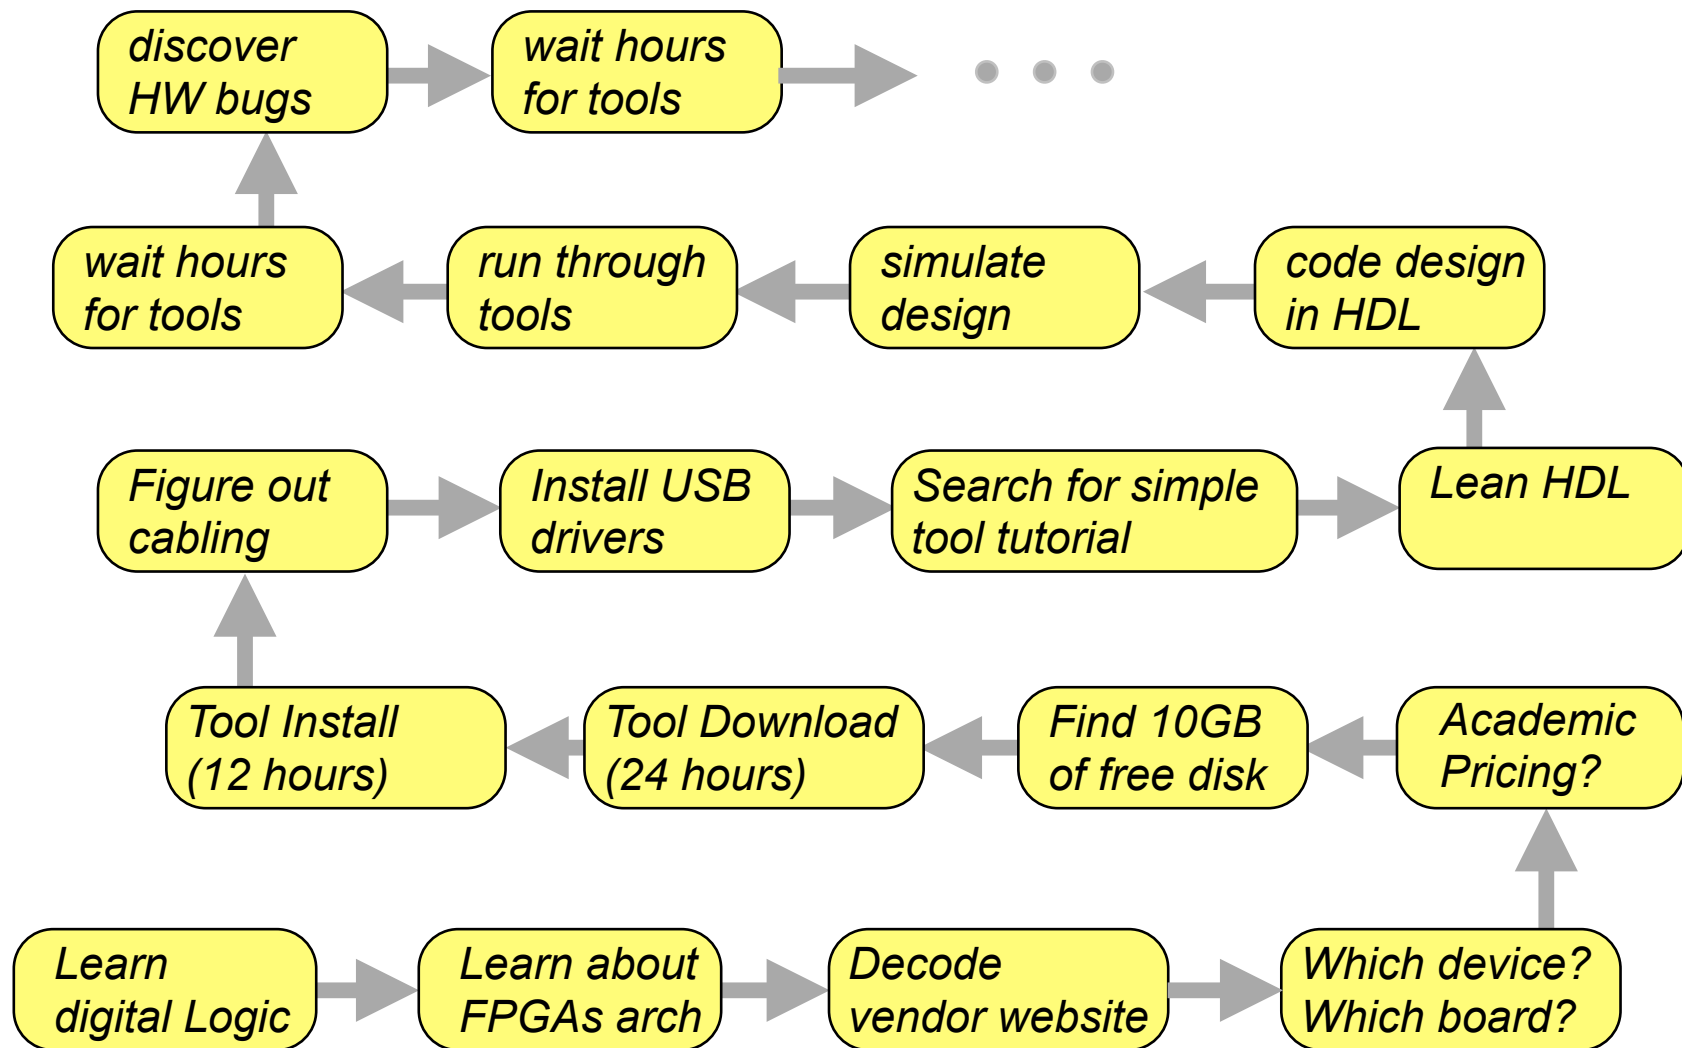 discover
HW bugs
wait hours
for tools
wait hours
for tools
run through
tools
simulate
design
code design
in HDL
Figure out
cabling
Install USB
drivers
Search for simple
tool tutorial
Lean HDL
Tool Install
(12 hours)
Tool Download
(24 hours)
Find 10GB
of free disk
Academic
Pricing?
Learn
digital Logic
Learn about
FPGAs arch
Decode
vendor website
Which device?
Which board?